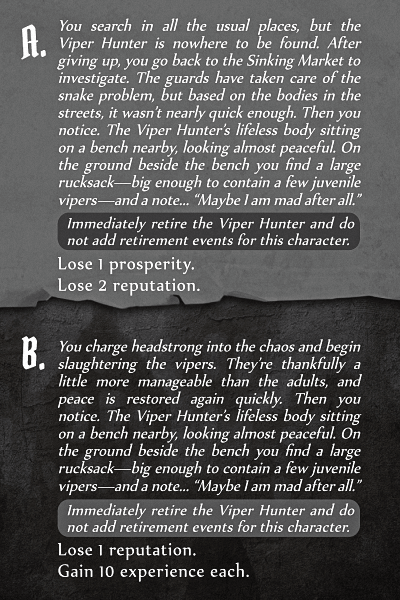 A.
You search in all the usual places, but the
Viper Hunter is nowhere to be found. After
giving up, you go back to the Sinking Market to
investigate. The guards have taken care of the
snake problem, but based on the bodies in the
streets, it wasn't nearly quick enough. Then you
notice. The Viper Hunter's lifeless body sitting
on a bench nearby, looking almost peaceful. On
the ground beside the bench you find a large
rucksack—big enough to contain a few juvenile
vipers—and a note... “Maybe I am mad after all.”
Immediately retire the Viper Hunter and do
not add retirement events for this character.
Lose 1 prosperity.
Lose 2 reputation.
B.
You charge headstrong into the chaos and begin
slaughtering the vipers. They're thankfully a
little more manageable than the adults, and
peace is restored again quickly. Then you
notice. The Viper Hunter's lifeless body sitting
on a bench nearby, looking almost peaceful. On
the ground beside the bench you find a large
rucksack—big enough to contain a few juvenile
vipers—and a note... “Maybe I am mad after all.”
Immediately retire the Viper Hunter and do
not add retirement events for this character.
Lose 1 reputation.
Gain 10 experience each.